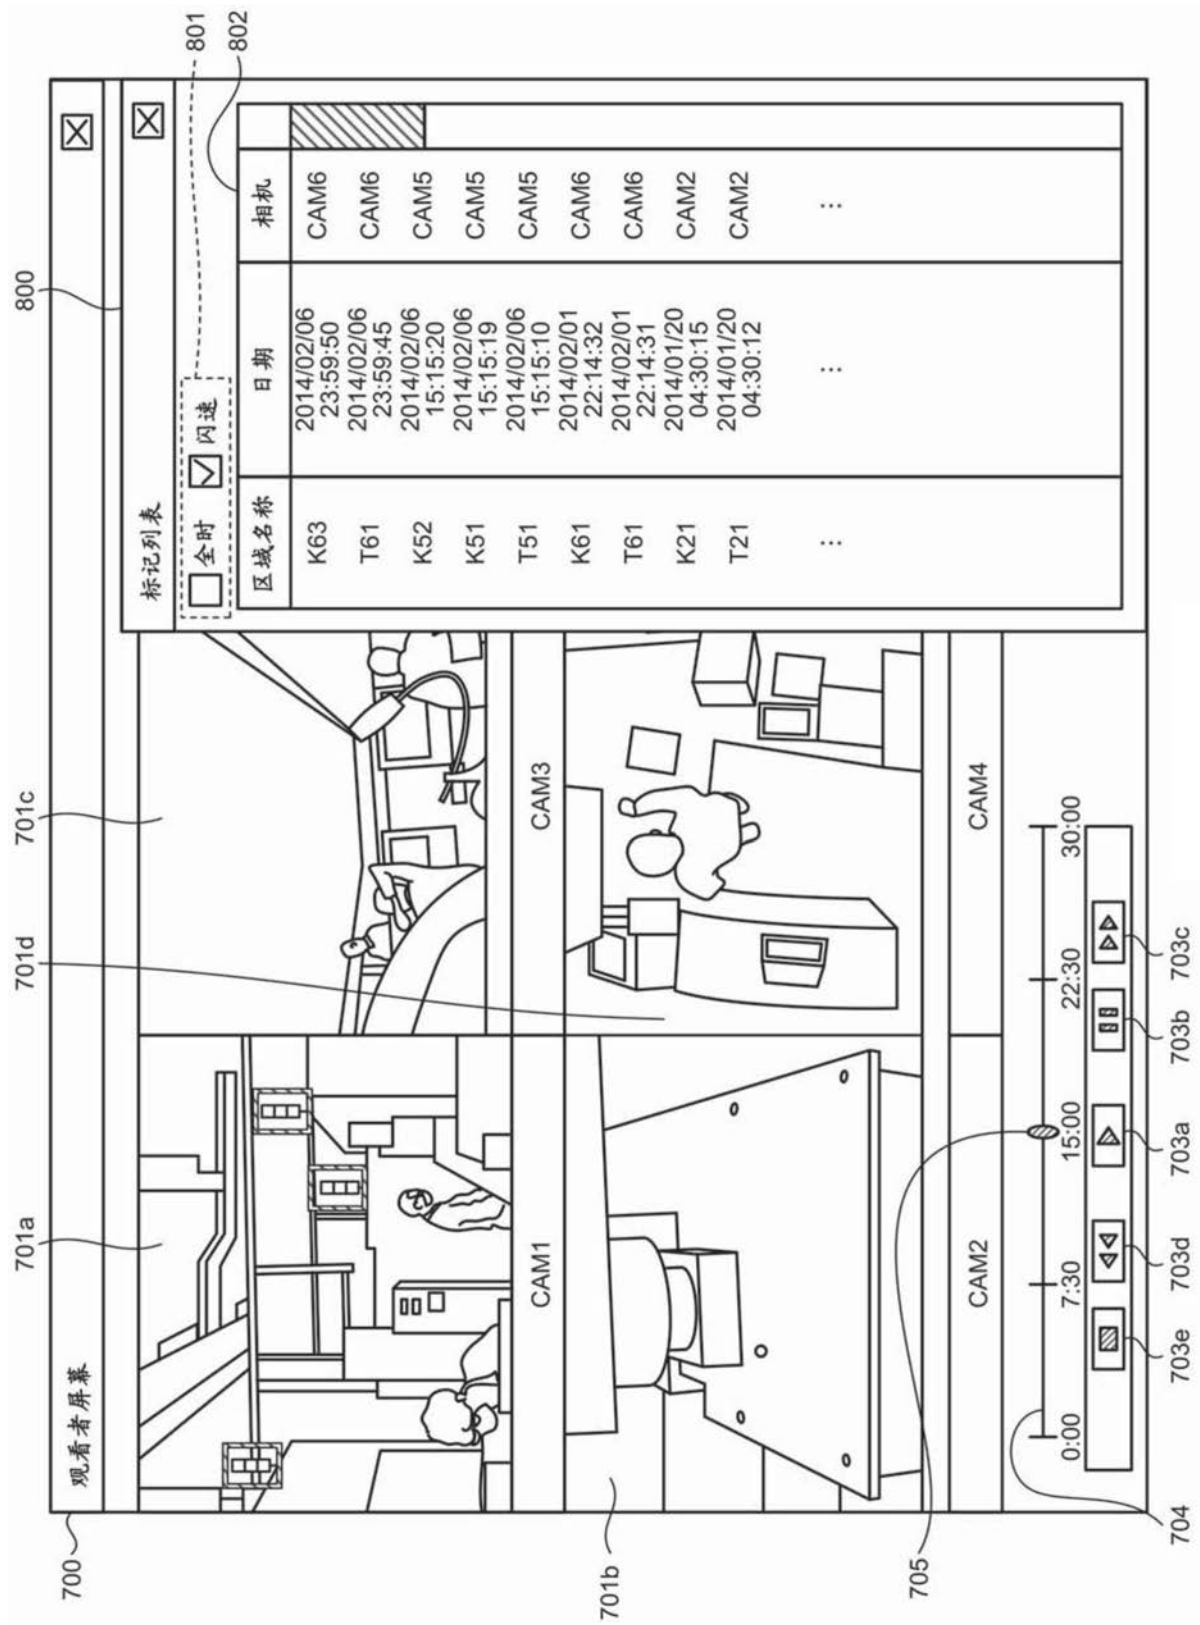 700
701a
701d
701c
800
801
802
观看者屏幕
标记列表
全时 闪速
区域名称 日期 相机
K63 2014/02/06 23:59:50 CAM6
T61 2014/02/06 23:59:45 CAM6
K52 2014/02/06 15:15:20 CAM5
K51 2014/02/06 15:15:19 CAM5
T51 2014/02/06 15:15:10 CAM5
K61 2014/02/01 22:14:32 CAM6
T61 2014/02/01 22:14:31 CAM6
K21 2014/01/20 04:30:15 CAM2
T21 2014/01/20 04:30:12 CAM2
... ... ...
CAM1
CAM3
701b
CAM2
CAM4
705
0:00 7:30 15:00 22:30 30:00
704
703e
703d
703a
703b
703c